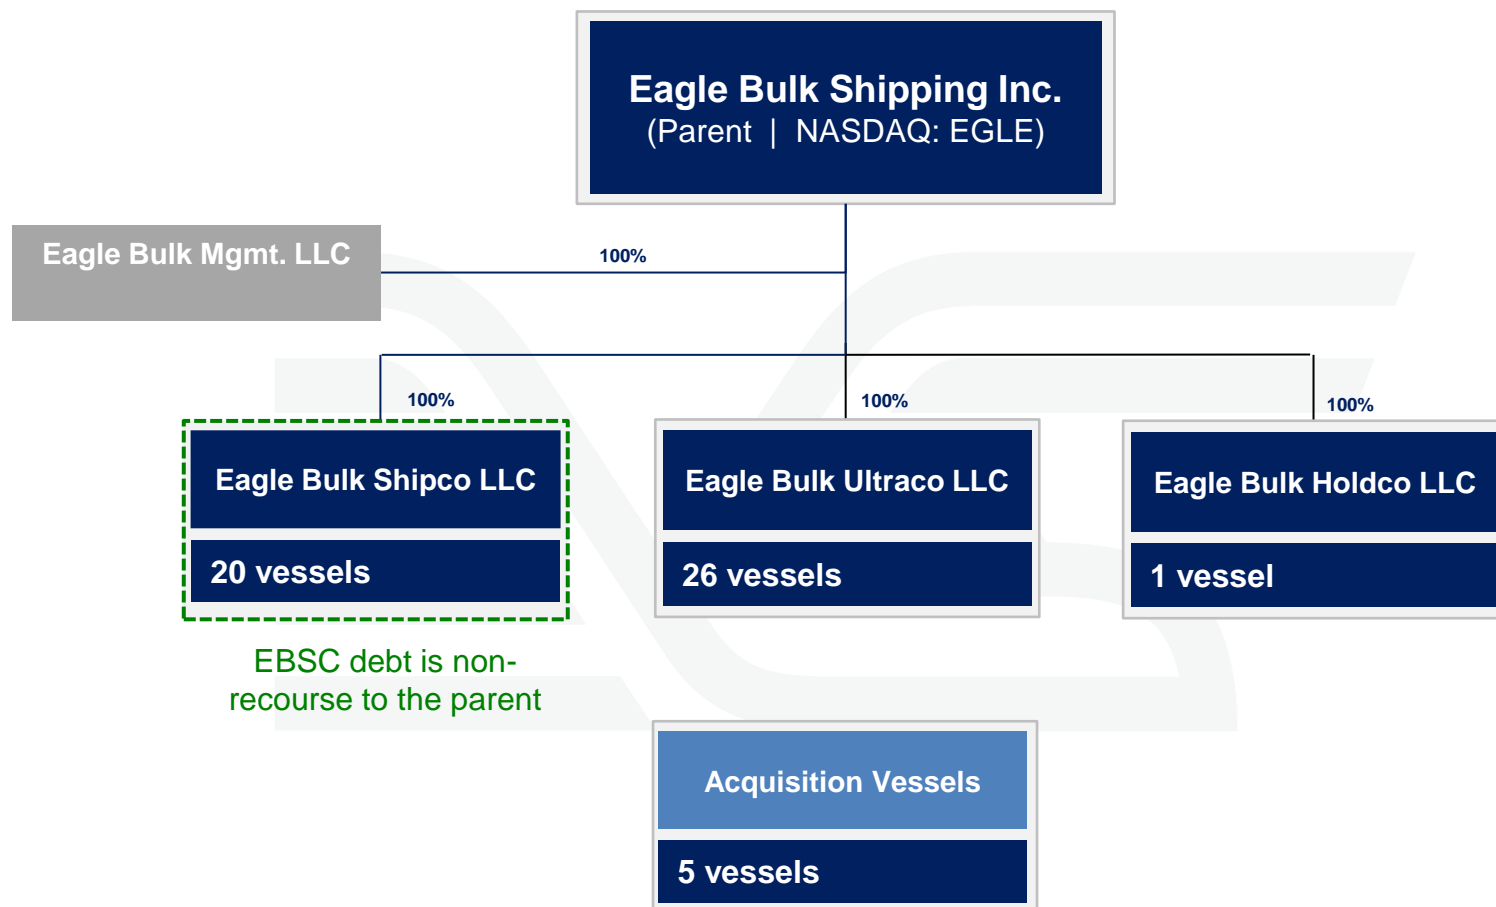 Eagle Bulk Shipping Inc.
(Parent | NASDAQ: EGLE)
Eagle Bulk Mgmt. LLC
100%
100%
100%
100%
Eagle Bulk Shipco LLC
Eagle Bulk Ultraco LLC
Eagle Bulk Holdco LLC
20 vessels
26 vessels
1 vessel
EBSC debt is non-
recourse to the parent
Acquisition Vessels
5 vessels